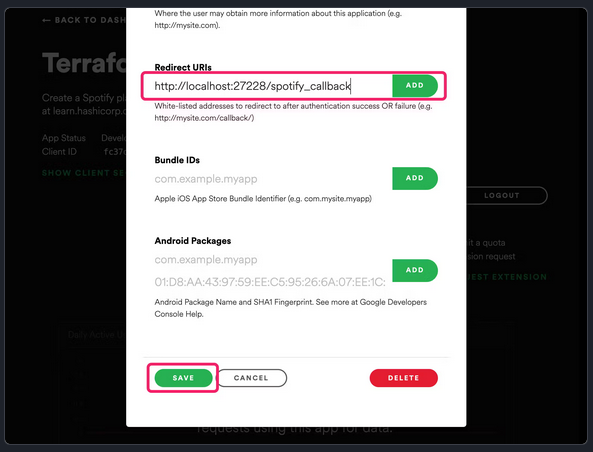 ← BACK TO DASH
Where the user may obtain more information about this application (e.g.
http://mysite.com).
Terrafo
Redirect URIs
http://localhost:27228/spotify_callback
ADD
White-listed addresses to redirect to after authentication success OR failure (e.g.
http://mysite.com/callback/)
Create a Spotify pl
at learn.hashicorp.c
App Status Develo
Client ID fc37c
SHOW CLIENT SE
Bundle IDs
com.example.myapp
ADD
Apple iOS App Store Bundle Identifier (e.g. com.mysite.myapp)
LOGOUT
Android Packages
com.example.myapp
01:D8:AA:43:97:59:EE:C5:95:26:6A:07:EE:1C:
ADD
Android Package Name and SHA1 Fingerprint. See more at Google Developers
Console Help.
it a quota
sion request
EST EXTENSION
Daily Active U
SAVE
CANCEL
DELETE
requests using this app for data.